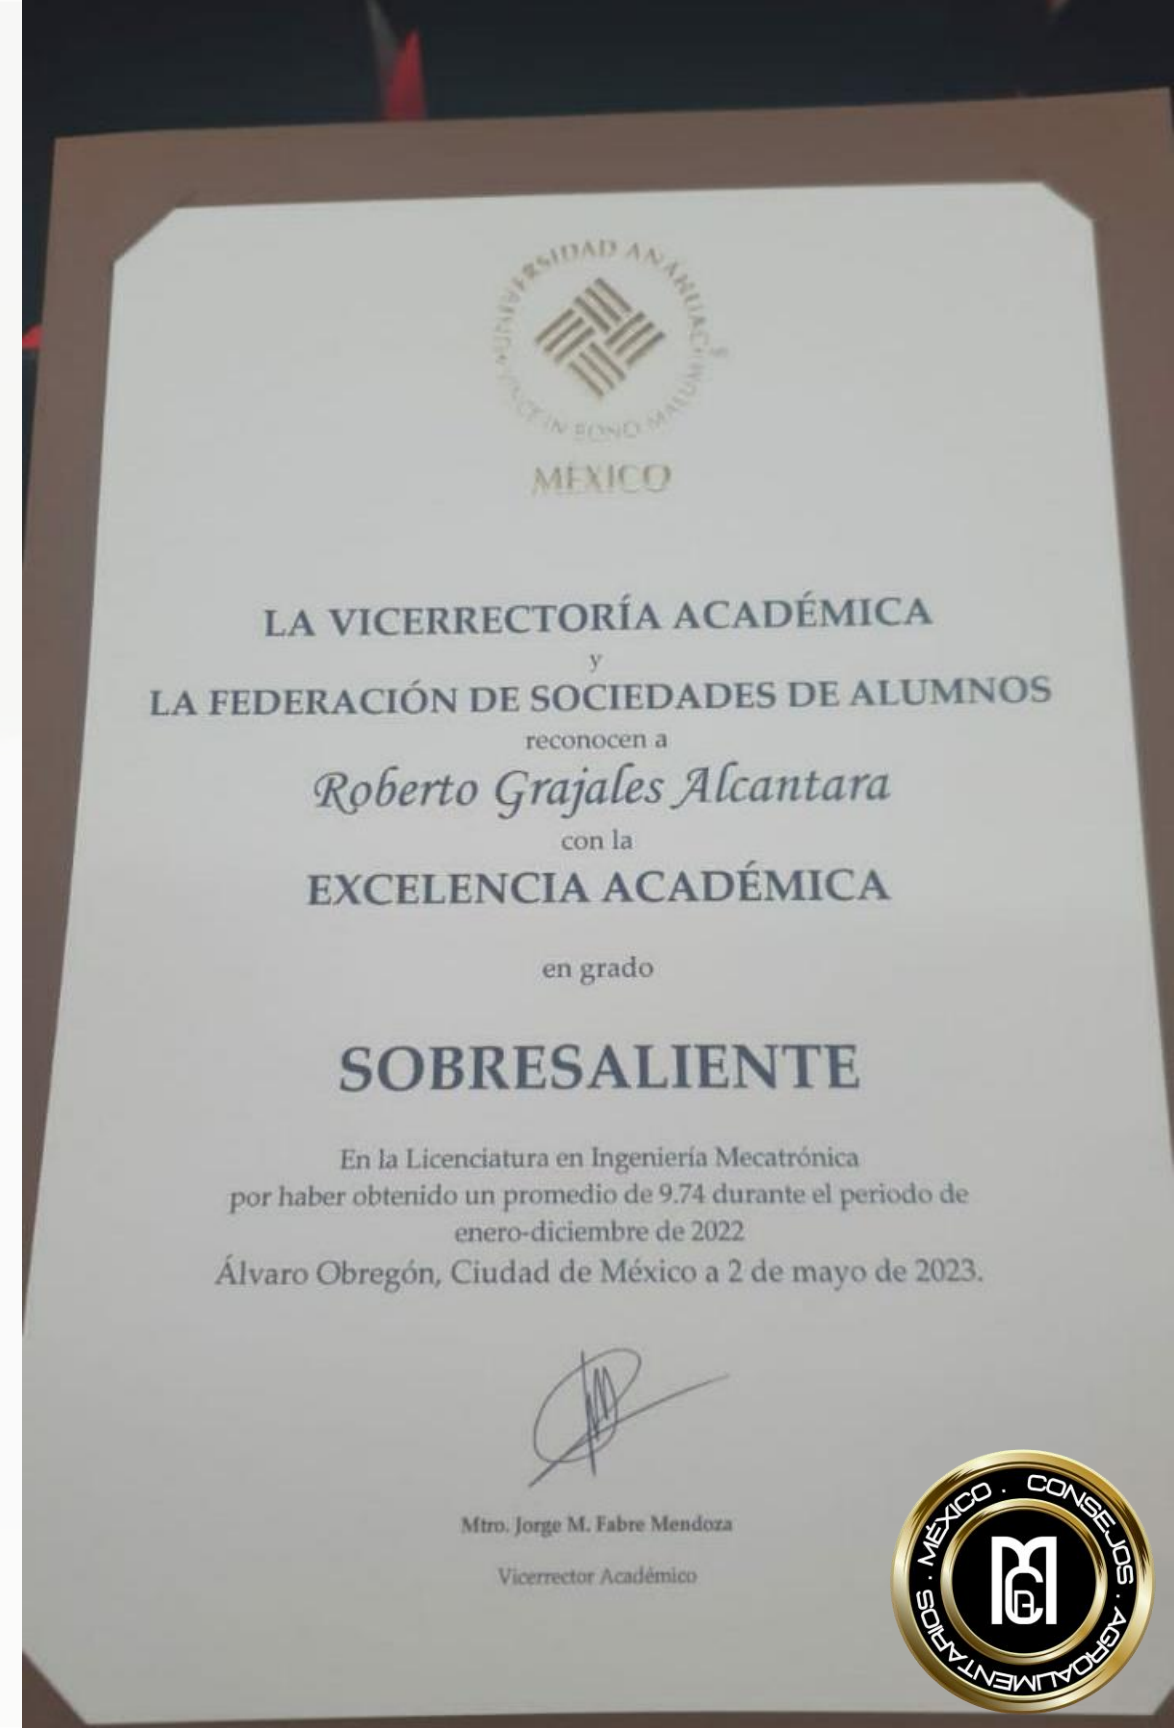 UNIVERSIDAD ANÁHUAC
VINCE IN BONO MALUM
MÉXICO
LA VICERRECTORÍA ACADÉMICA
y
LA FEDERACIÓN DE SOCIEDADES DE ALUMNOS
reconocen a
Roberto Grajales Alcantara
con la
EXCELENCIA ACADÉMICA
en grado
SOBRESALIENTE
En la Licenciatura en Ingeniería Mecatrónica
por haber obtenido un promedio de 9.74 durante el periodo de
enero-diciembre de 2022
Álvaro Obregón, Ciudad de México a 2 de mayo de 2023.
Mtro. Jorge M. Fabre Mendoza
Vicerrector Académico
MÉXICO . CONSEJOS . AGROALIMENTARIOS .